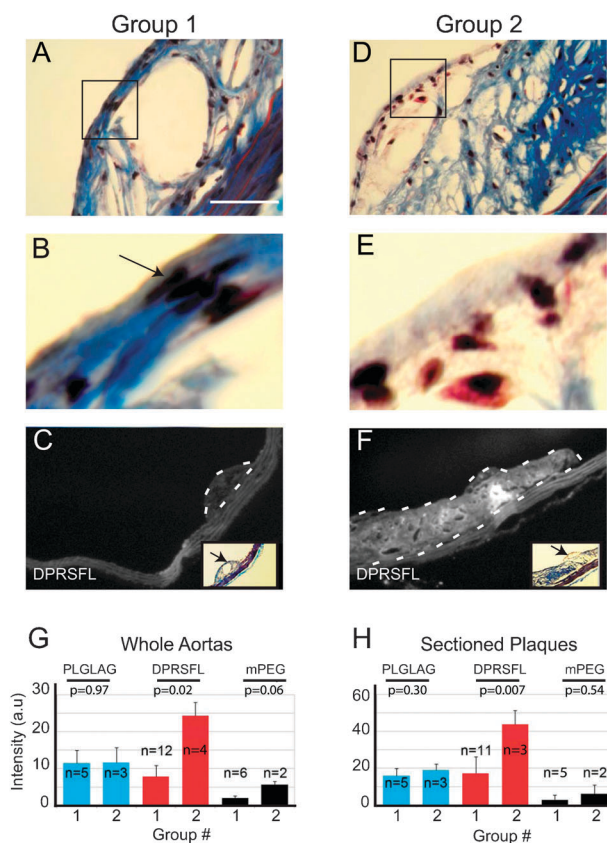 Group 1
Group 2
A
D
B
E
C
F
DPRSFL
DPRSFL
G
Whole Aortas
PLGLAG DPRSFL mPEG
p=0.97 p=0.02 p=0.06
30
20
10
0
Intensity (a.u)
n=5 n=3 n=12 n=4 n=6 n=2
1 2 1 2 1 2
Group #
H
Sectioned Plaques
PLGLAG DPRSFL mPEG
p=0.30 p=0.007 p=0.54
60
40
20
0
n=5 n=3 n=11 n=3 n=5 n=2
1 2 1 2 1 2
Group #